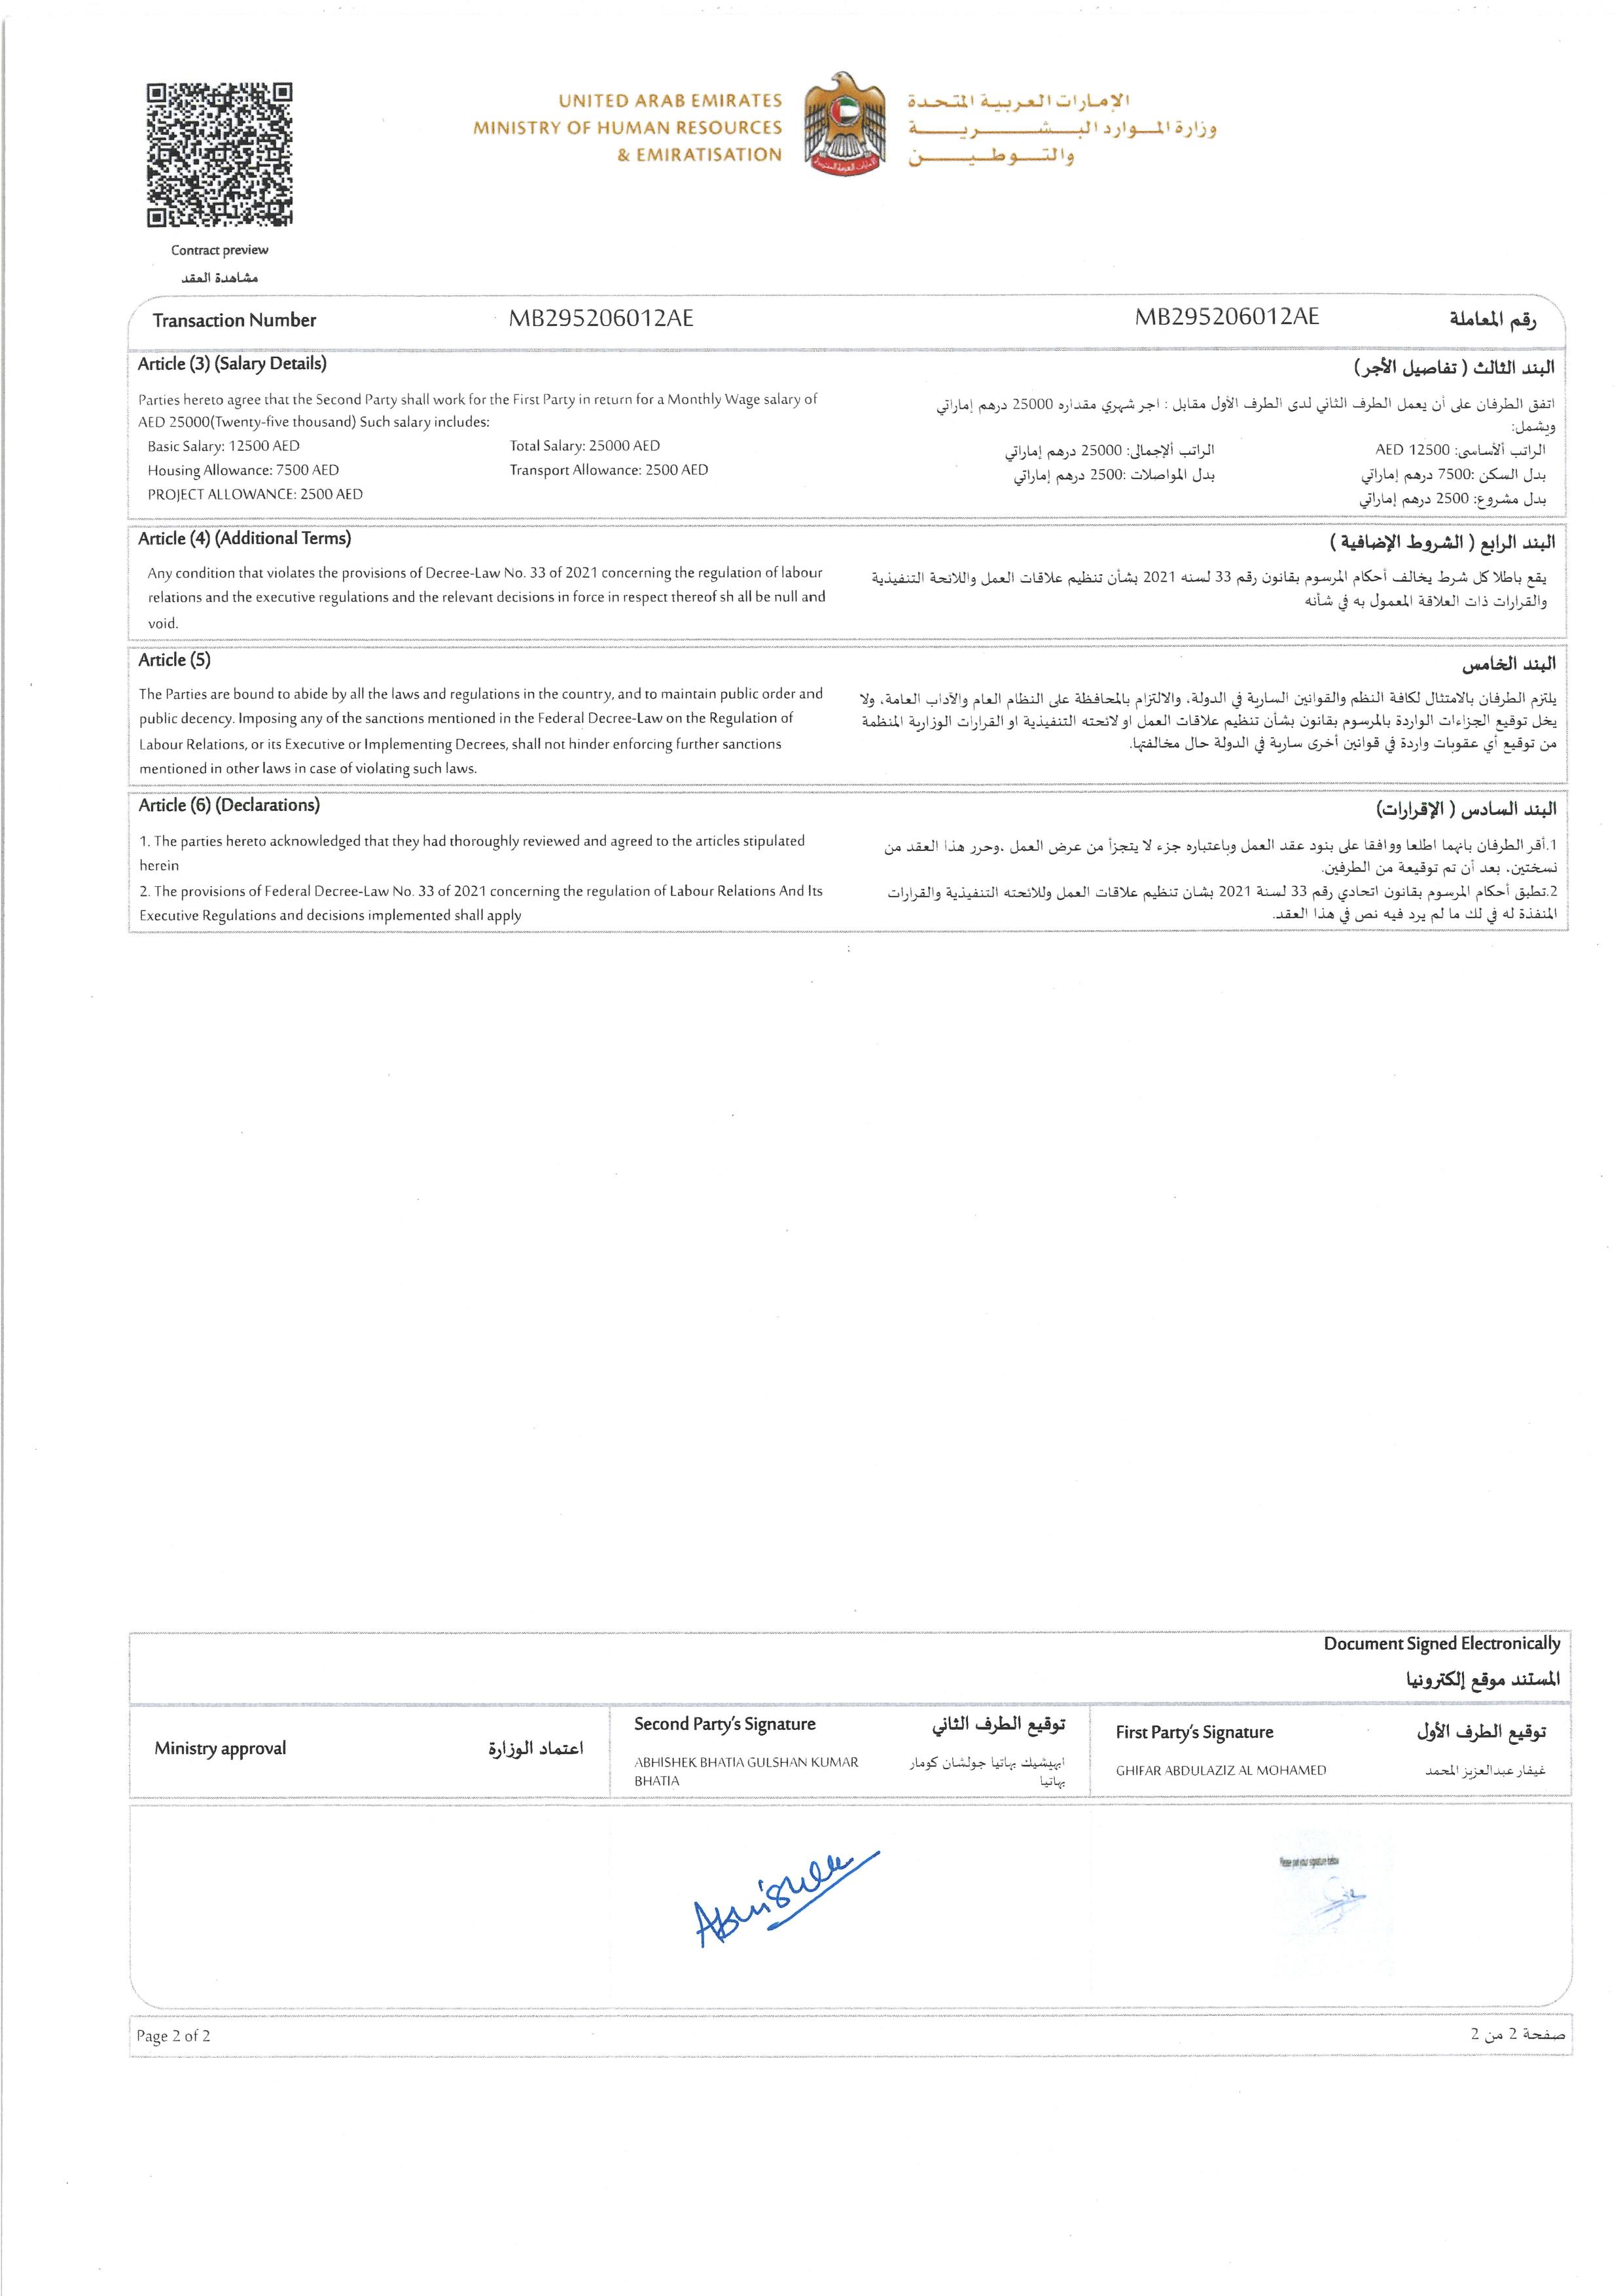 UNITED ARAB EMIRATES
MINISTRY OF HUMAN RESOURCES
& EMIRATISATION
الإمارات العربية المتحدة
وزارة الموارد البشرية
والتوطين
Contract preview
مشاهدة العقد
Transaction Number MB295206012AE
MB295206012AE رقم المعاملة
Article (3) (Salary Details)
Parties hereto agree that the Second Party shall work for the First Party in return for a Monthly Wage salary of
AED 25000(Twenty-five thousand) Such salary includes:
Basic Salary: 12500 AED Total Salary: 25000 AED
Housing Allowance: 7500 AED Transport Allowance: 2500 AED
PROJECT ALLOWANCE: 2500 AED
البند الثالث ( تفاصيل الأجر)
اتفق الطرفان على أن يعمل الطرف الثاني لدى الطرف الأول مقابل : اجر شهري مقداره 25000 درهم إماراتي
ويشمل:
الراتب ألأساسى: 12500 AED الراتب ألإجمالى: 25000 درهم إماراتي
بدل السكن :7500 درهم إماراتي بدل المواصلات :2500 درهم إماراتي
بدل مشروع: 2500 درهم إماراتي
Article (4) (Additional Terms)
Any condition that violates the provisions of Decree-Law No. 33 of 2021 concerning the regulation of labour
relations and the executive regulations and the relevant decisions in force in respect thereof sh all be null and
void.
البند الرابع ( الشروط الإضافية )
يقع باطلا كل شرط يخالف أحكام المرسوم بقانون رقم 33 لسنه 2021 بشأن تنظيم علاقات العمل واللائحة التنفيذية
والقرارات ذات العلاقة المعمول به في شأنه
Article (5)
The Parties are bound to abide by all the laws and regulations in the country, and to maintain public order and
public decency. Imposing any of the sanctions mentioned in the Federal Decree-Law on the Regulation of
Labour Relations, or its Executive or Implementing Decrees, shall not hinder enforcing further sanctions
mentioned in other laws in case of violating such laws.
البند الخامس
يلتزم الطرفان بالامتثال لكافة النظم والقوانين السارية في الدولة، والالتزام بالمحافظة على النظام العام والآداب العامة، ولا
يخل توقيع الجزاءات الواردة بالمرسوم بقانون بشأن تنظيم علاقات العمل او لائحته التنفيذية او القرارات الوزارية المنظمة
من توقيع أي عقوبات واردة في قوانين أخرى سارية في الدولة حال مخالفتها.
Article (6) (Declarations)
1. The parties hereto acknowledged that they had thoroughly reviewed and agreed to the articles stipulated
herein
2. The provisions of Federal Decree-Law No. 33 of 2021 concerning the regulation of Labour Relations And Its
Executive Regulations and decisions implemented shall apply
البند السادس ( الإقرارات)
1.أقر الطرفان بانهما اطلعا ووافقا على بنود عقد العمل وباعتباره جزء لا يتجزأ من عرض العمل ،وحرر هذا العقد من
نسختين، بعد أن تم توقيعة من الطرفين.
2.تطبق أحكام المرسوم بقانون اتحادي رقم 33 لسنة 2021 بشان تنظيم علاقات العمل وللائحته التنفيذية والقرارات
المنفذة له في لك ما لم يرد فيه نص في هذا العقد.
Document Signed Electronically
المستند موقع إلكترونيا
Ministry approval اعتماد الوزارة
Second Party's Signature توقيع الطرف الثاني
ABHISHEK BHATIA GULSHAN KUMAR
BHATIA
ابهيشيك بهاتيا جولشان كومار
بهاتيا
First Party's Signature توقيع الطرف الأول
GHIFAR ABDULAZIZ AL MOHAMED غيفار عبدالعزيز المحمد
Abhishek
Please put your signature below
Page 2 of 2
صفحة 2 من 2